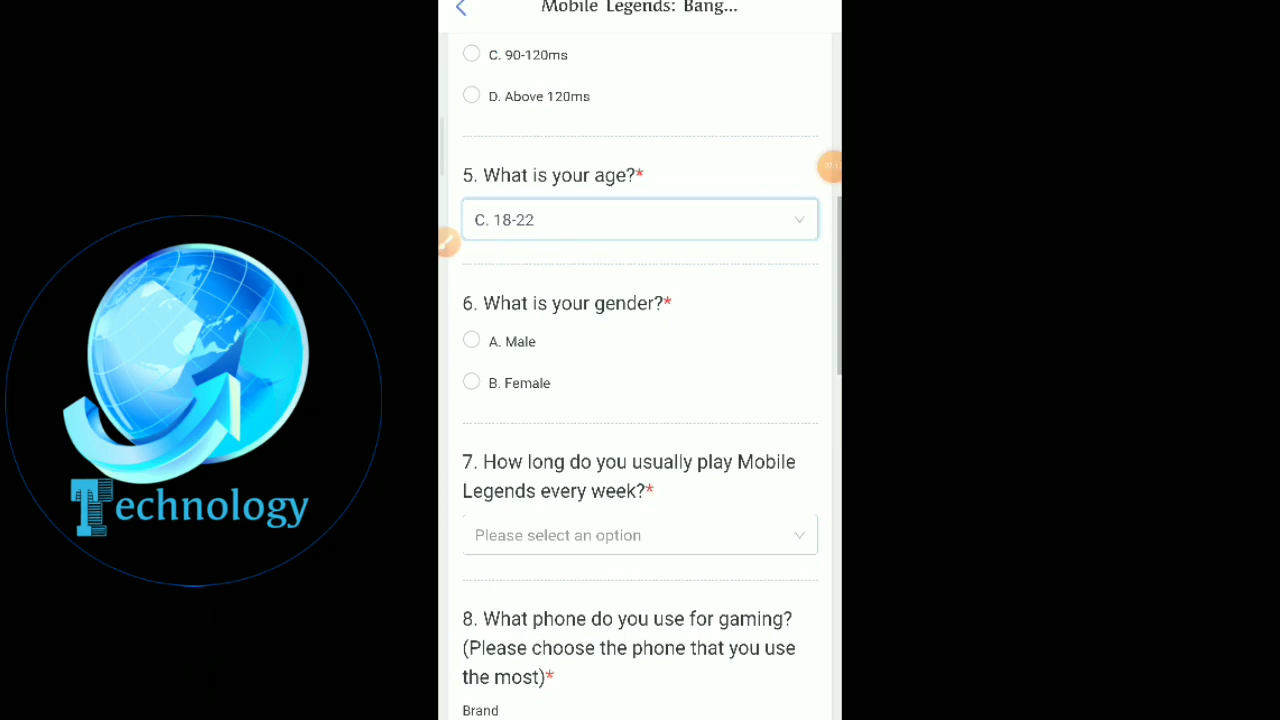 Mobile Legends: Bang...
C. 90-120ms
D. Above 120ms
5. What is your age?*
C. 18-22
6. What is your gender?*
A. Male
B. Female
7. How long do you usually play Mobile
Legends every week?*
Please select an option
8. What phone do you use for gaming?
(Please choose the phone that you use
the most)*
Brand
Technology